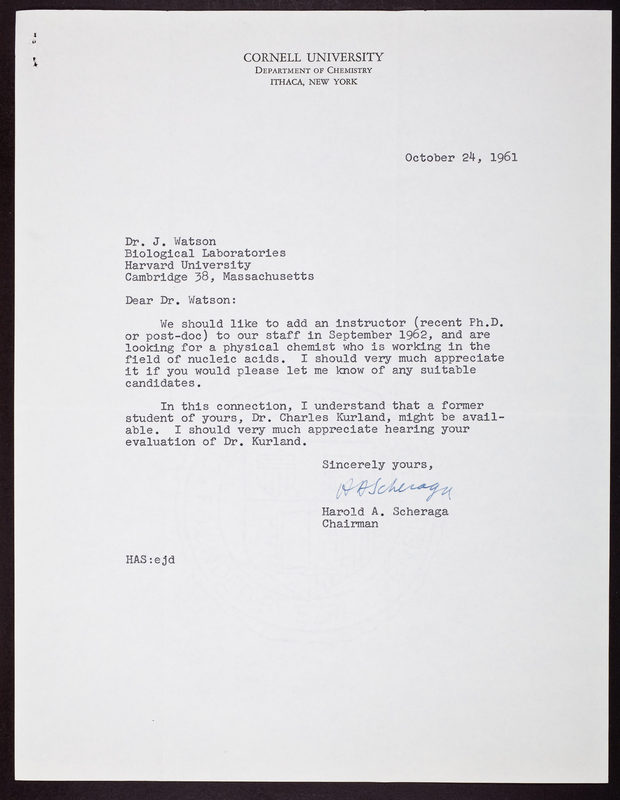 CORNELL UNIVERSITY
DEPARTMENT OF CHEMISTRY
ITHACA, NEW YORK
October 24, 1961
Dr. J. Watson
Biological Laboratories
Harvard University
Cambridge 38, Massachusetts
Dear Dr. Watson:
We should like to add an instructor (recent Ph.D.
or post-doc) to our staff in September 1962, and are
looking for a physical chemist who is working in the
field of nucleic acids. I should very much appreciate
it if you would please let me know of any suitable
candidates.
In this connection, I understand that a former
student of yours, Dr. Charles Kurland, might be avail-
able. I should very much appreciate hearing your
evaluation of Dr. Kurland.
Sincerely yours,
H A Scheraga
Harold A. Scheraga
Chairman
HAS:ejd